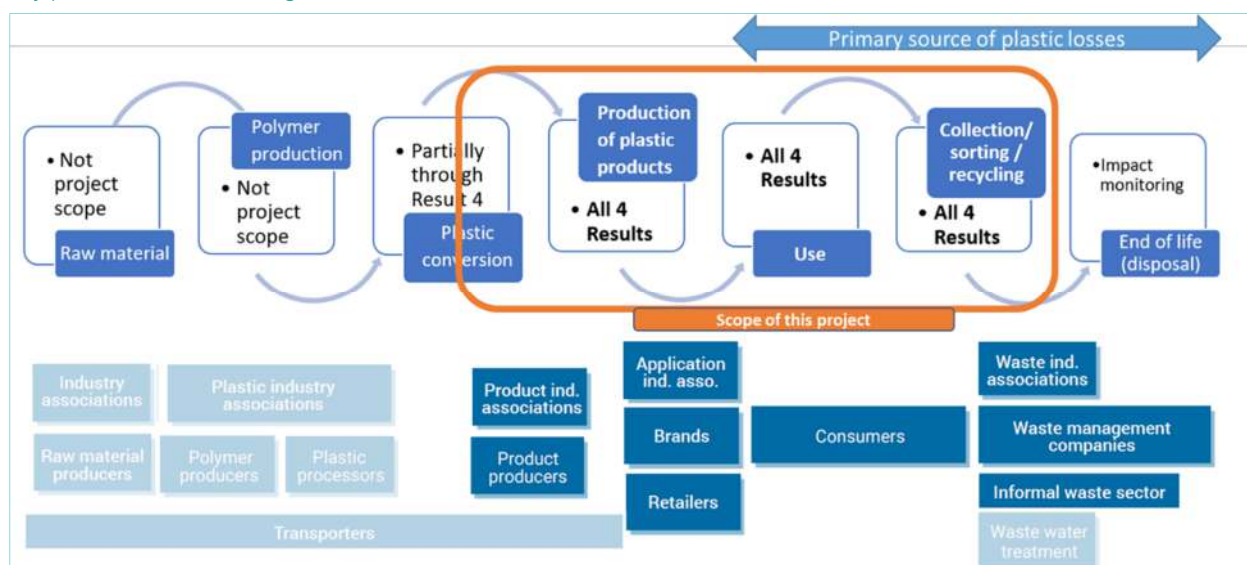 Primary source of plastic losses
• Not
project
scope
Raw material
Polymer
production
• Not
project
scope
• Partially
through
Result 4
Plastic
conversion
Production
of plastic
products
• All 4
Results
• All 4
Results
Use
Collection/
sorting /
recycling
• All 4
Results
•Impact
monitoring
End of life
(disposal)
Scope of this project
Industry
associations
Plastic industry
associations
Product ind.
associations
Application
ind. asso.
Waste ind.
associations
Raw material
producers
Polymer
producers
Plastic
processors
Product
producers
Brands
Consumers
Waste management
companies
Retailers
Informal waste sector
Transporters
Waste water
treatment